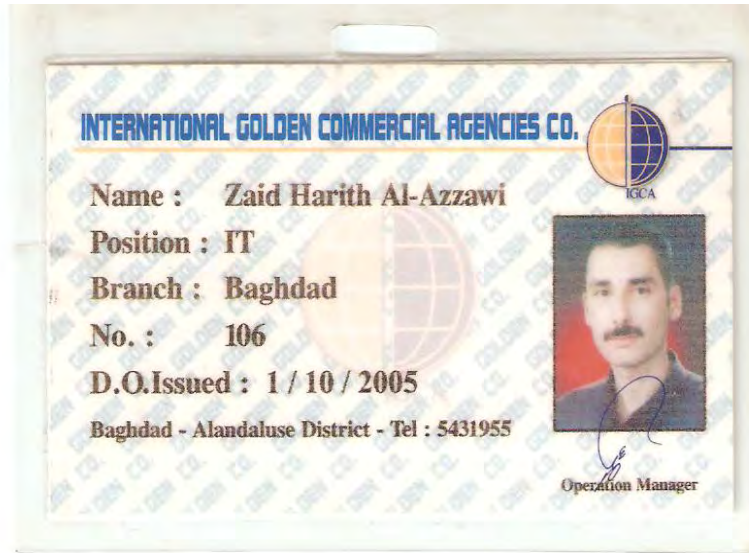 INTERNATIONAL GOLDEN COMMERCIAL AGENCIES CO.
IGCA
Name : Zaid Harith Al-Azzawi
Position : IT
Branch : Baghdad
No. : 106
D.O.Issued : 1 / 10 / 2005
Baghdad - Alandaluse District - Tel : 5431955
Operation Manager